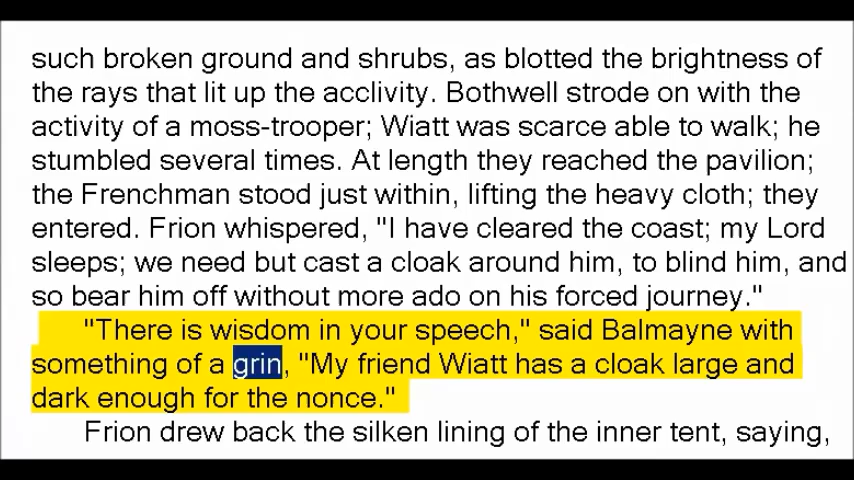 such broken ground and shrubs, as blotted the brightness of
the rays that lit up the acclivity. Bothwell strode on with the
activity of a moss-trooper; Wiatt was scarce able to walk; he
stumbled several times. At length they reached the pavilion;
the Frenchman stood just within, lifting the heavy cloth; they
entered. Frion whispered, "I have cleared the coast; my Lord
sleeps; we need but cast a cloak around him, to blind him, and
so bear him off without more ado on his forced journey."
"There is wisdom in your speech," said Balmayne with
something of a grin, "My friend Wiatt has a cloak large and
dark enough for the nonce."
Frion drew back the silken lining of the inner tent, saying,